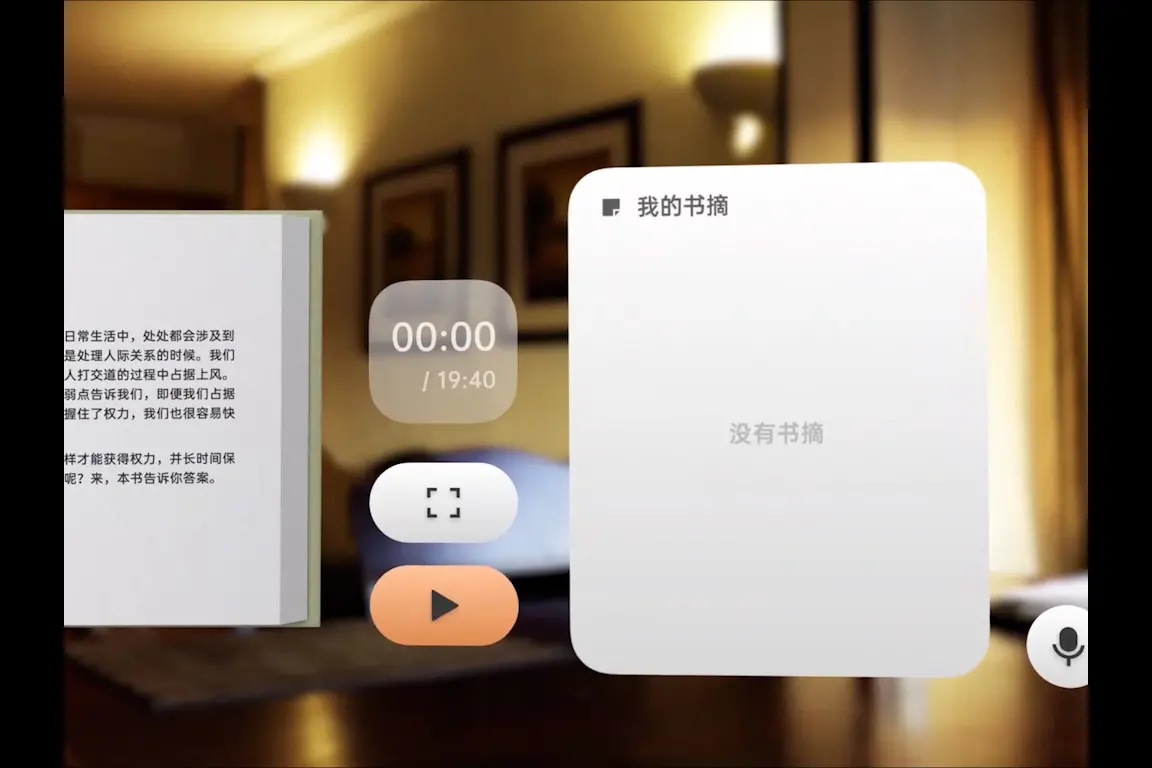 日常生活中，处处都会涉及到
是处理人际关系的时候。我们
人打交道的过程中占据上风。
弱点告诉我们，即便我们占据
握住了权力，我们也很容易快
样才能获得权力，并长时间保
呢？来，本书告诉你答案。
00:00
/ 19:40
我的书摘
没有书摘